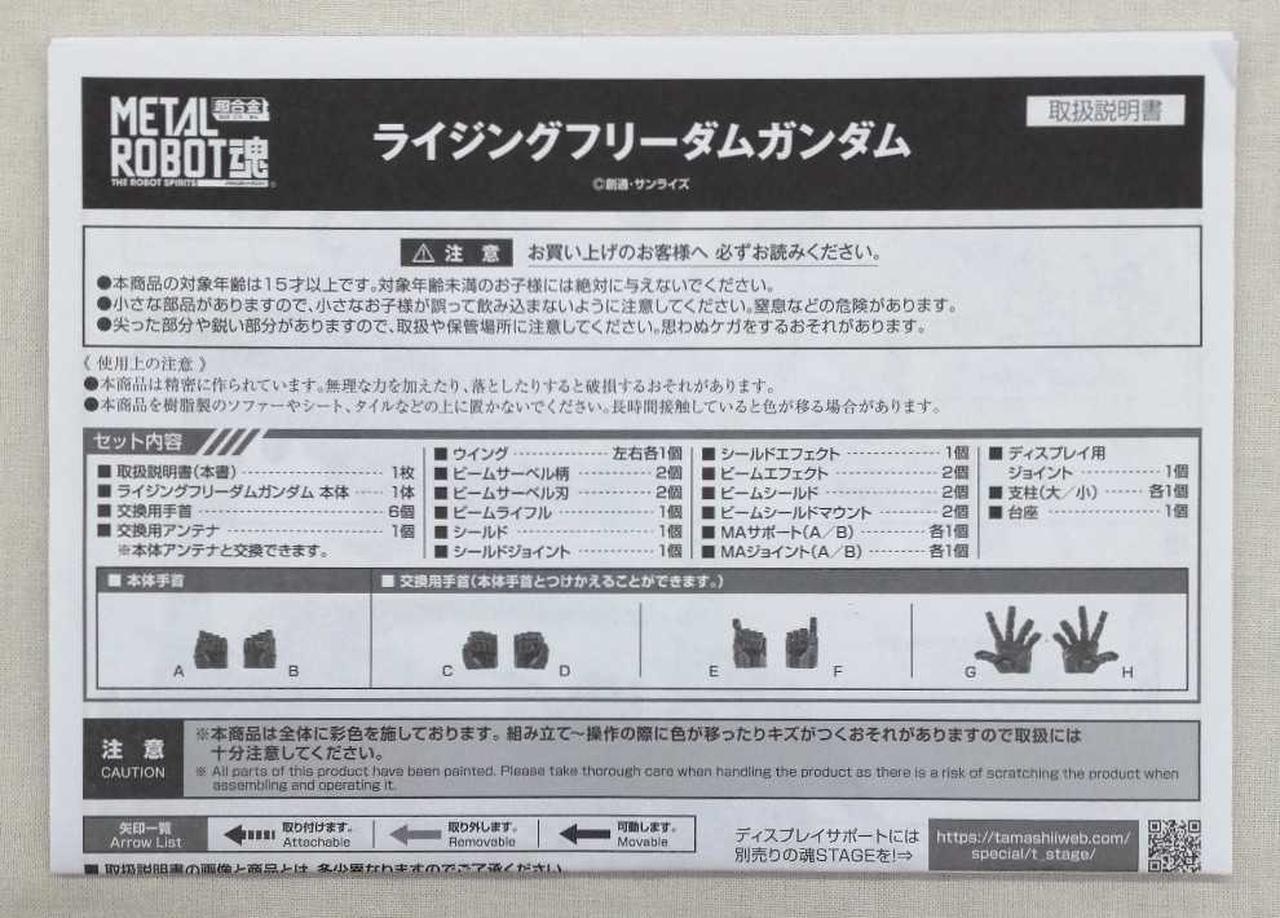 METAL
ROBOT魂
超合金
THE ROBOT SPIRITS
ライジングフリーダムガンダム
©創通・サンライズ
取扱説明書
⚠ 注 意 お買い上げのお客様へ 必ずお読みください。
●本商品の対象年齢は15才以上です。対象年齢未満のお子様には絶対に与えないでください。
●小さな部品がありますので、小さなお子様が誤って飲み込まないように注意してください。窒息などの危険があります。
●尖った部分や鋭い部分がありますので、取扱や保管場所に注意してください。思わぬケガをするおそれがあります。
《 使用上の注意 》
●本商品は精密に作られています。無理な力を加えたり、落としたりすると破損するおそれがあります。
●本商品を樹脂製のソファーやシート、タイルなどの上に置かないでください。長時間接触していると色が移る場合があります。
セット内容
■ 取扱説明書(本書) 1枚
■ ライジングフリーダムガンダム 本体 1体
■ 交換用手首 6個
■ 交換用アンテナ 1個
※本体アンテナと交換できます。
■ ウイング 左右各1個
■ ビームサーベル柄 2個
■ ビームサーベル刃 2個
■ ビームライフル 1個
■ シールド 1個
■ シールドジョイント 1個
■ シールドエフェクト 1個
■ ビームエフェクト 2個
■ ビームシールド 2個
■ ビームシールドマウント 2個
■ MAサポート(A/B) 各1個
■ MAジョイント(A/B) 各1個
■ ディスプレイ用
ジョイント 1個
■ 支柱(大/小) 各1個
■ 台座 1個
■ 本体手首
■ 交換用手首(本体手首とつけかえることができます。)
A B C D E F G H
注 意
CAUTION
※本商品は全体に彩色を施しております。組み立て〜操作の際に色が移ったりキズがつくおそれがありますので取扱には
十分注意してください。
※ All parts of this product have been painted. Please take thorough care when handling the product as there is a risk of scratching the product when
assembling and operating it.
矢印一覧
Arrow List
取り付けます。
Attachable
取り外します。
Removable
可動します。
Movable
ディスプレイサポートには
別売りの魂STAGEを!⇒
https://tamashiiweb.com/
special/t_stage/
■ 取扱説明書の画像と商品とは、多少異なりますのでご了承ください。